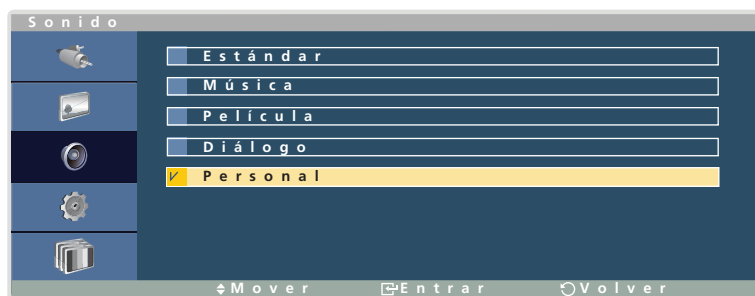 Sonido
Estándar
Música
Película
Diálogo
Personal
Mover Entrar Volver